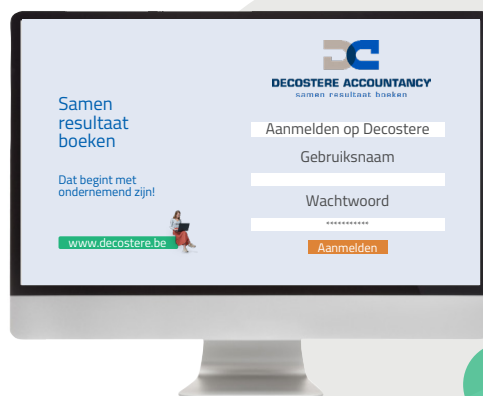 Samen
resultaat
boeken
Dat begint met
ondernemend zijn!
www.decostere.be
DC
DECOSTERE ACCOUNTANCY
samen resultaat boeken
Aanmelden op Decostere
Gebruiksnaam
Wachtwoord
***********
Aanmelden